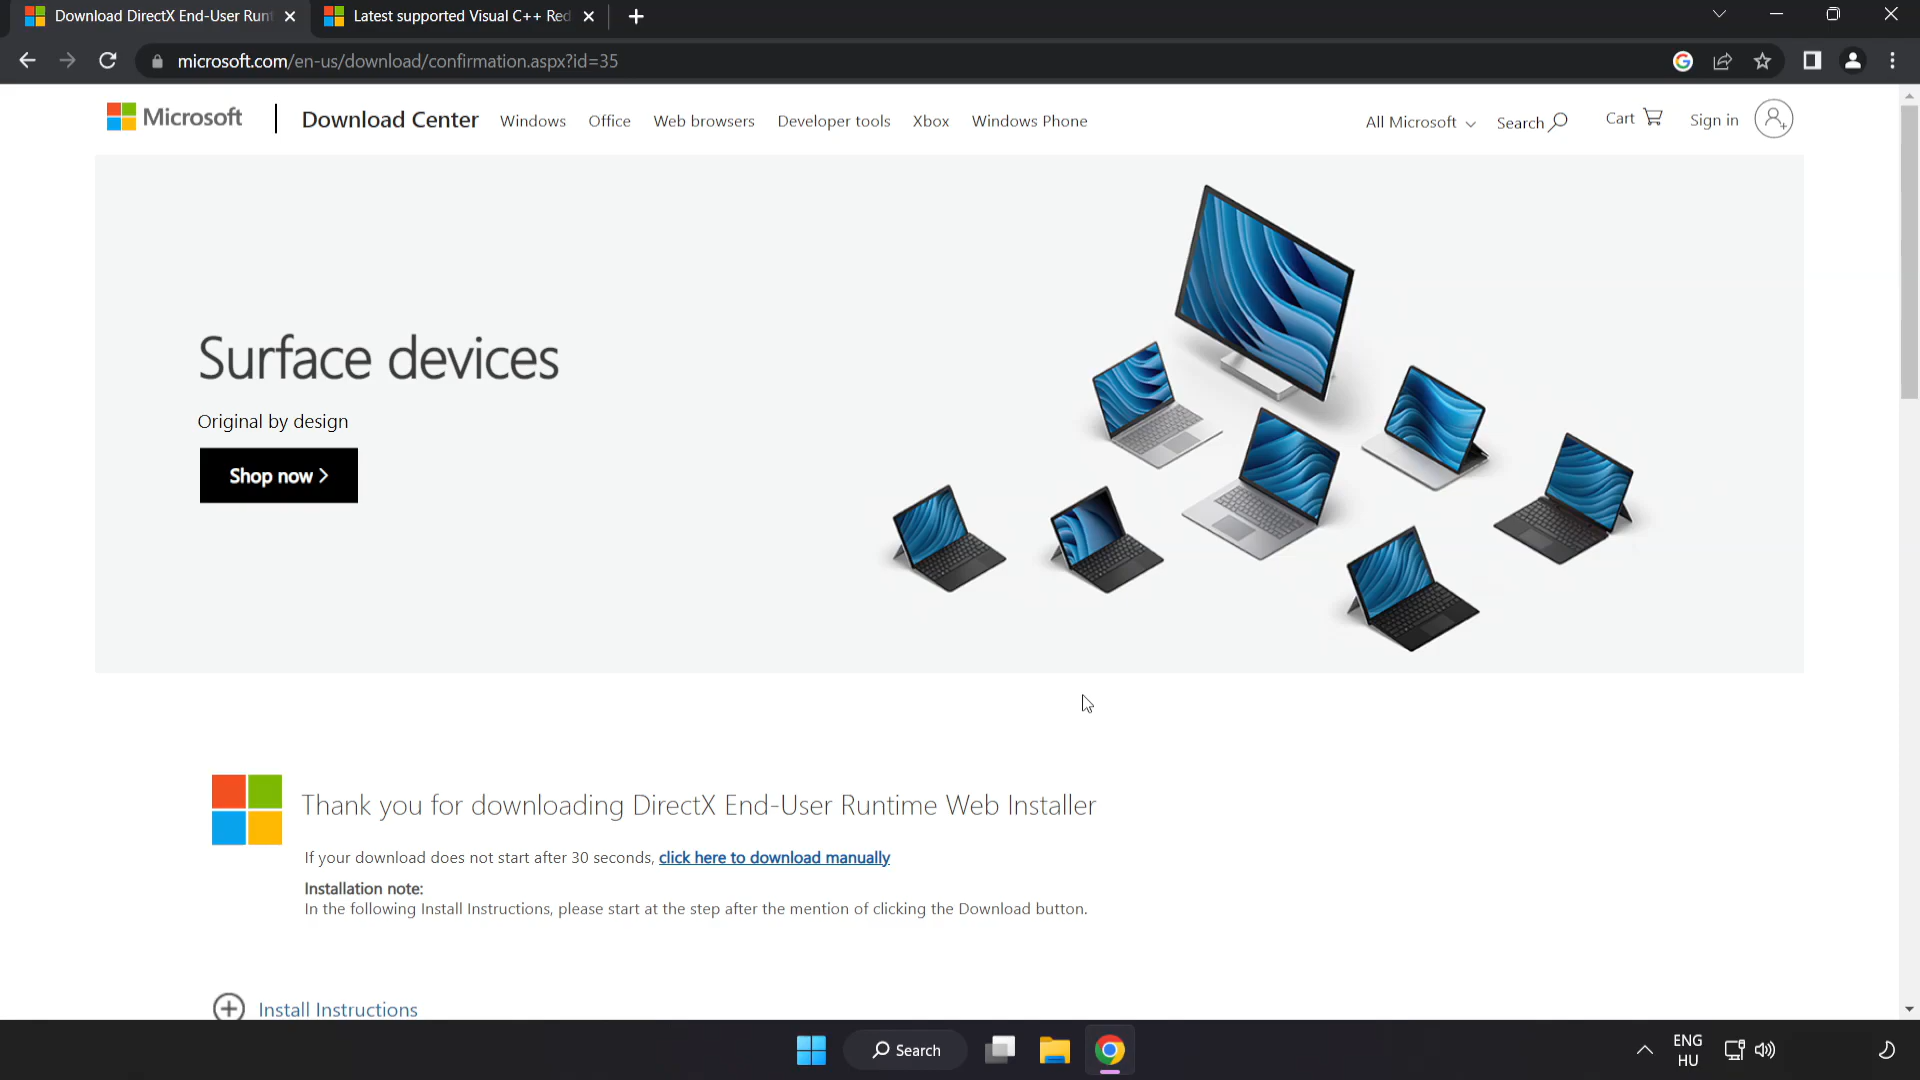 Download DirectX End-User Runt
Latest supported Visual C++ Red
microsoft.com/en-us/download/confirmation.aspx?id=35
Microsoft
Download Center
Windows
Office
Web browsers
Developer tools
Xbox
Windows Phone
All Microsoft
Search
Cart
Sign in
Surface devices
Original by design
Shop now >
Thank you for downloading DirectX End-User Runtime Web Installer
If your download does not start after 30 seconds, click here to download manually
Installation note:
In the following Install Instructions, please start at the step after the mention of clicking the Download button.
Install Instructions
Search
ENG
HU